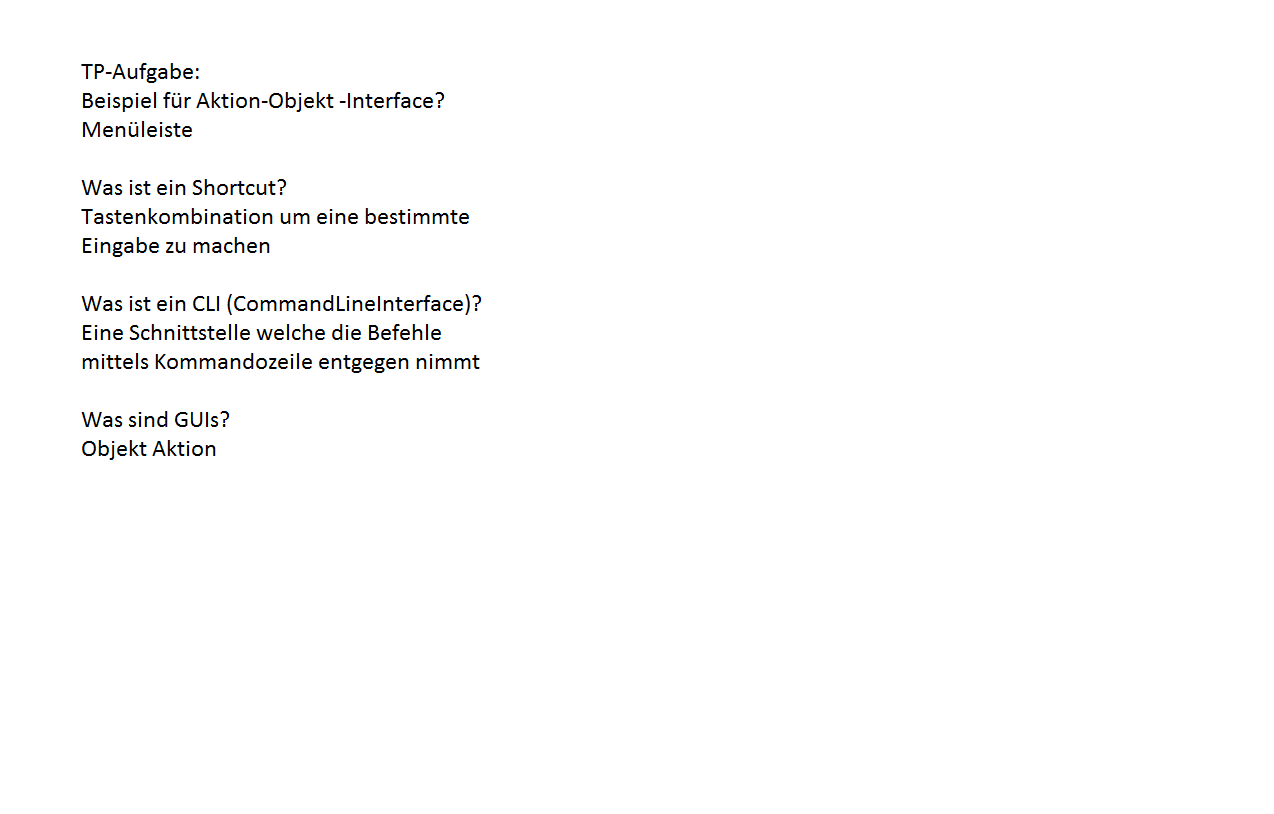 TP-Aufgabe:
Beispiel für Aktion-Objekt -Interface?
Menüleiste
Was ist ein Shortcut?
Tastenkombination um eine bestimmte
Eingabe zu machen
Was ist ein CLI (CommandLineInterface)?
Eine Schnittstelle welche die Befehle
mittels Kommandozeile entgegen nimmt
Was sind GUIs?
Objekt Aktion